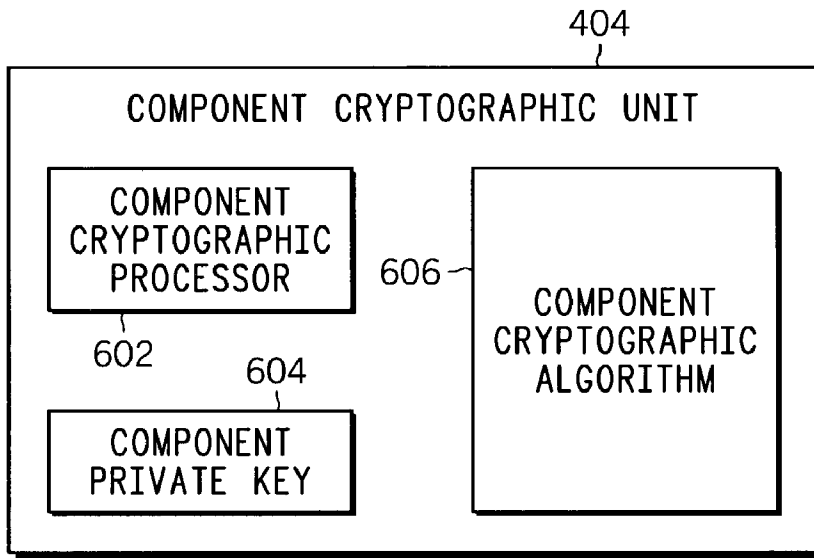 404
COMPONENT CRYPTOGRAPHIC UNIT
COMPONENT
CRYPTOGRAPHIC
PROCESSOR
602
604
COMPONENT
PRIVATE KEY
606
COMPONENT
CRYPTOGRAPHIC
ALGORITHM